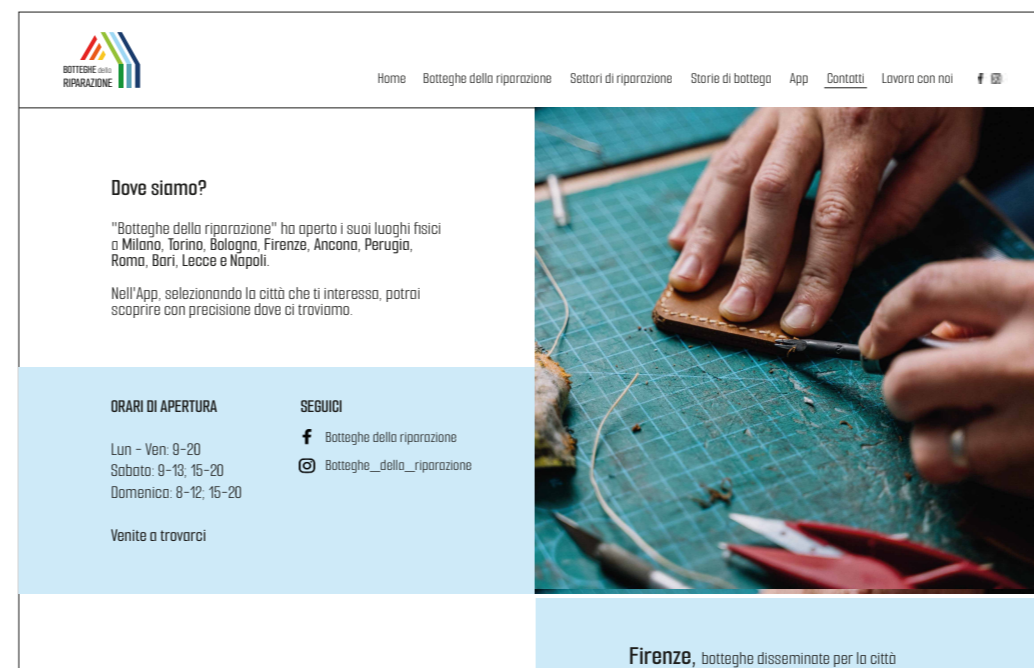 BOTTEGHE della
RIPARAZIONE
Home Botteghe della riparazione Settori di riparazione Storie di bottega App Contatti Lavora con noi
Dove siamo?
"Botteghe della riparazione" ha aperto i suoi luoghi fisici
a Milano, Torino, Bologna, Firenze, Ancona, Perugia,
Roma, Bari, Lecce e Napoli.
Nell'App, selezionando la città che ti interessa, potrai
scoprire con precisione dove ci troviamo.
ORARI DI APERTURA
Lun - Ven: 9-20
Sabato: 9-13; 15-20
Domenica: 8-12; 15-20
Venite a trovarci
SEGUICI
Botteghe della riparazione
Botteghe_della_riparazione
Firenze, botteghe disseminate per la città